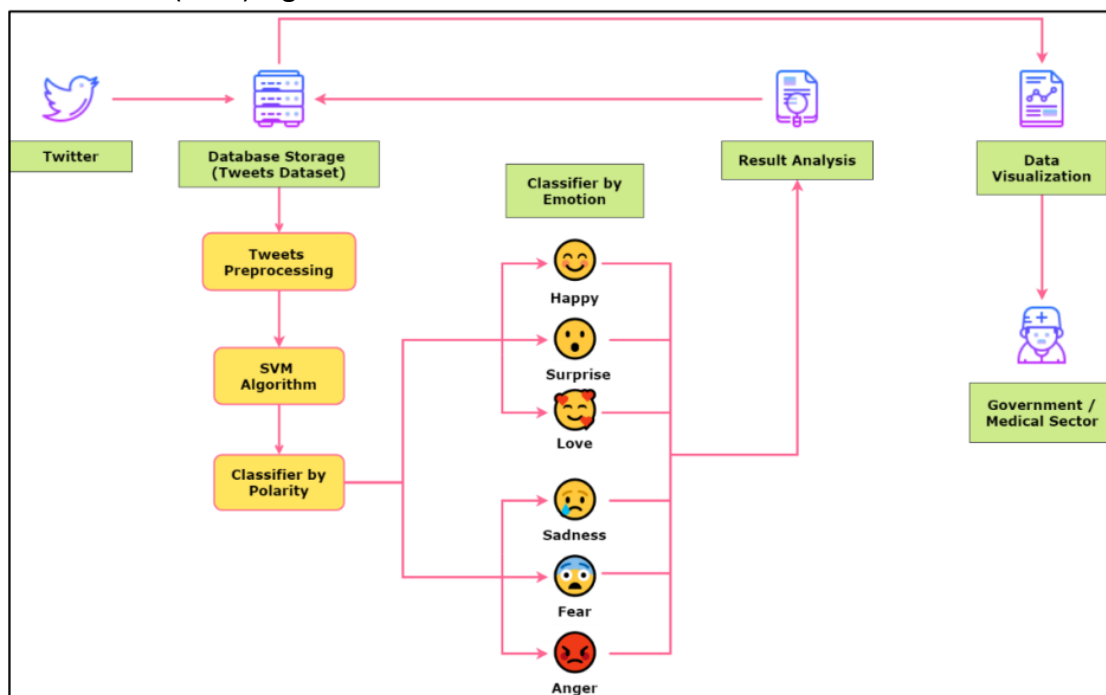 Twitter
Database Storage
(Tweets Dataset)
Result Analysis
Data
Visualization
Classifier by
Emotion
Tweets
Preprocessing
Happy
SVM
Algorithm
Surprise
Government /
Medical Sector
Love
Classifier by
Polarity
Sadness
Fear
Anger